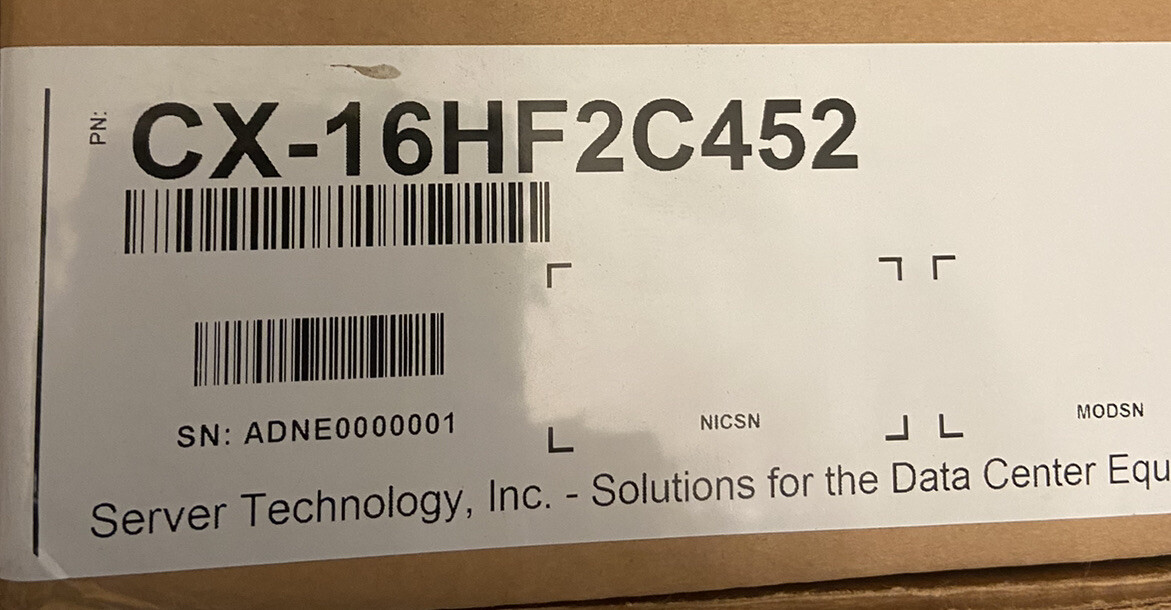 PN:
CX-16HF2C452
SN: ADNE0000001
NICSN
MODSN
Server Technology, Inc. - Solutions for the Data Center Equ